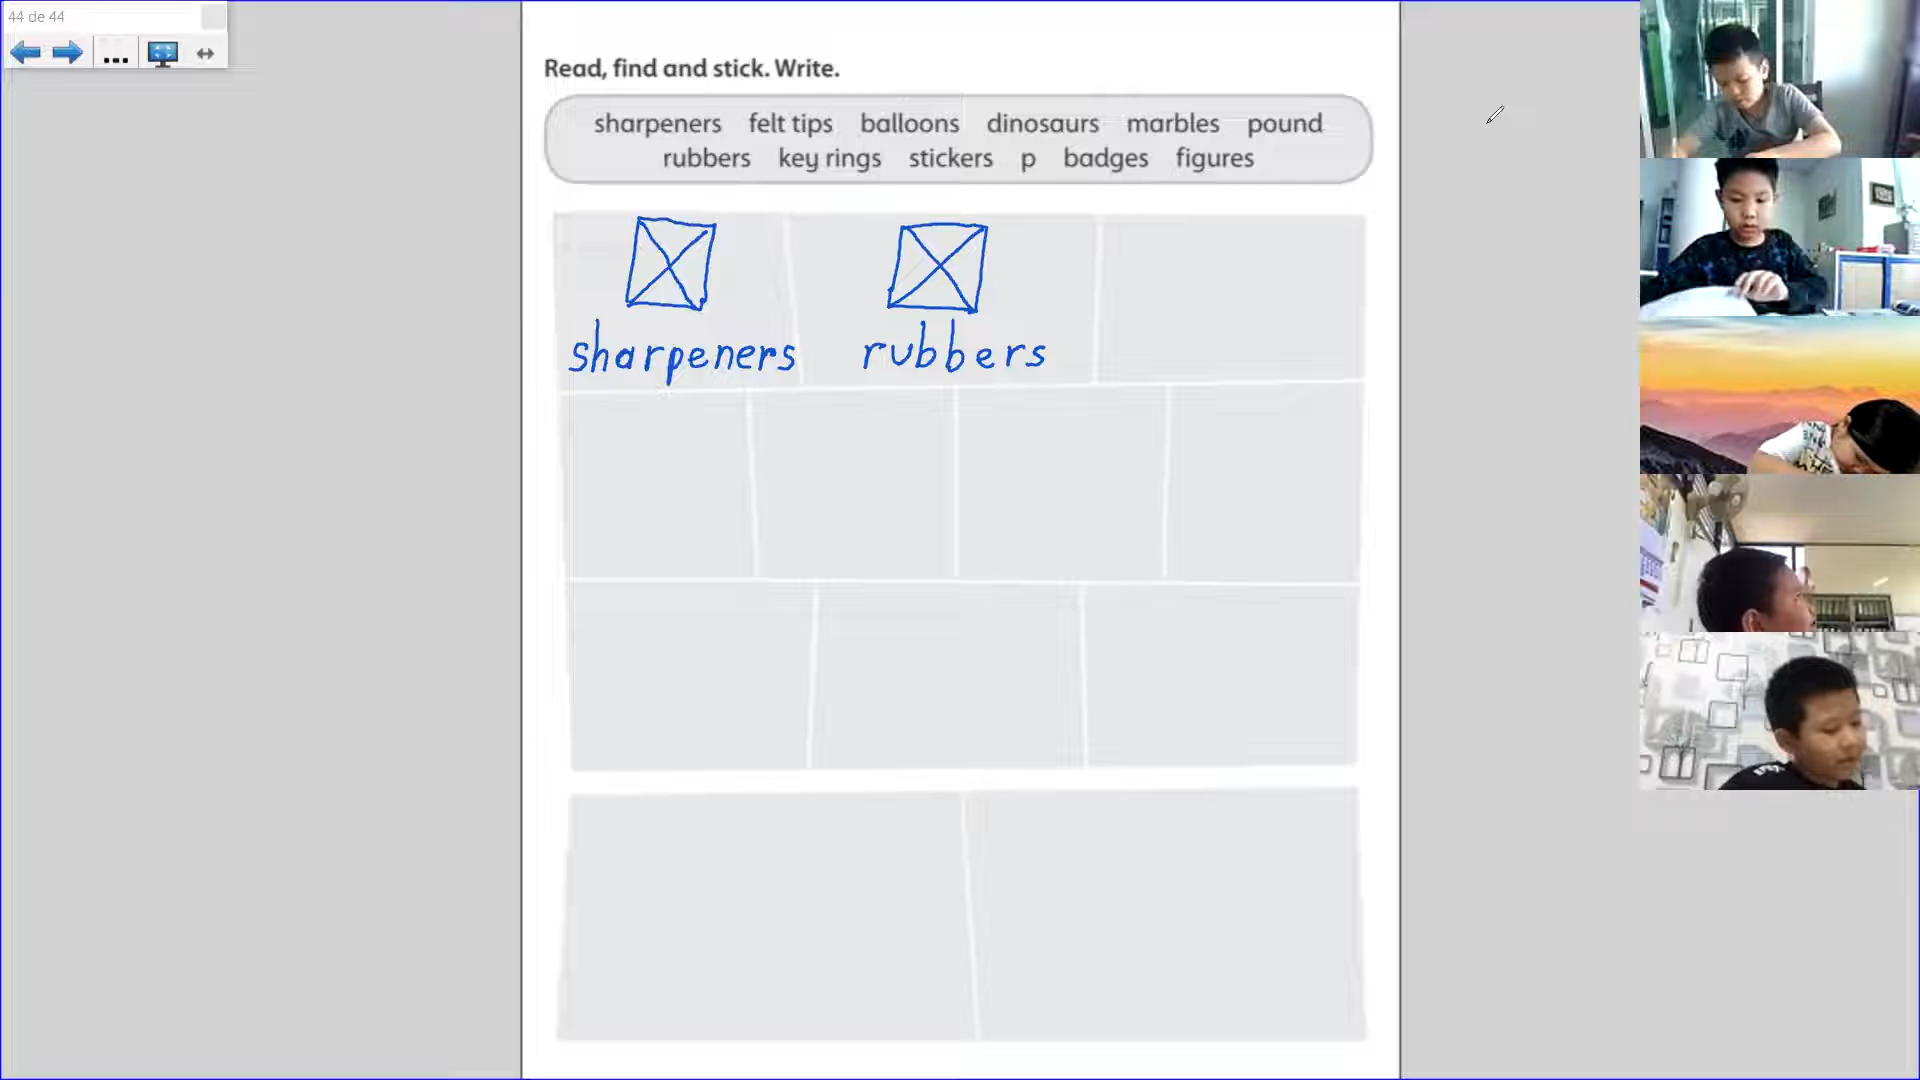 44 de 44
...
Read, find and stick. Write.
sharpeners felt tips balloons dinosaurs marbles pound
rubbers key rings stickers p badges figures
sharpeners rubbers